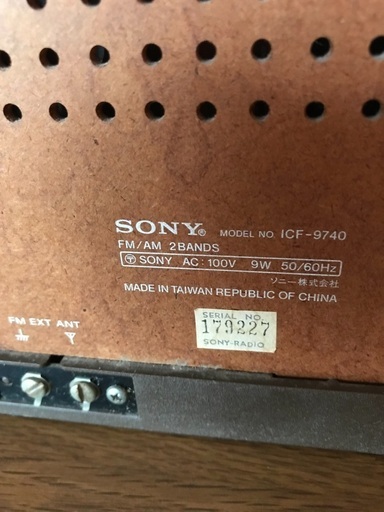 SONY® MODEL NO. ICF-9740
FM/AM 2BANDS
Ⓣ SONY AC: 100V 9W 50/60Hz
ソニー株式会社
MADE IN TAIWAN REPUBLIC OF CHINA
SERIAL NO.
179227
SONY-RADIO
FM EXT ANT